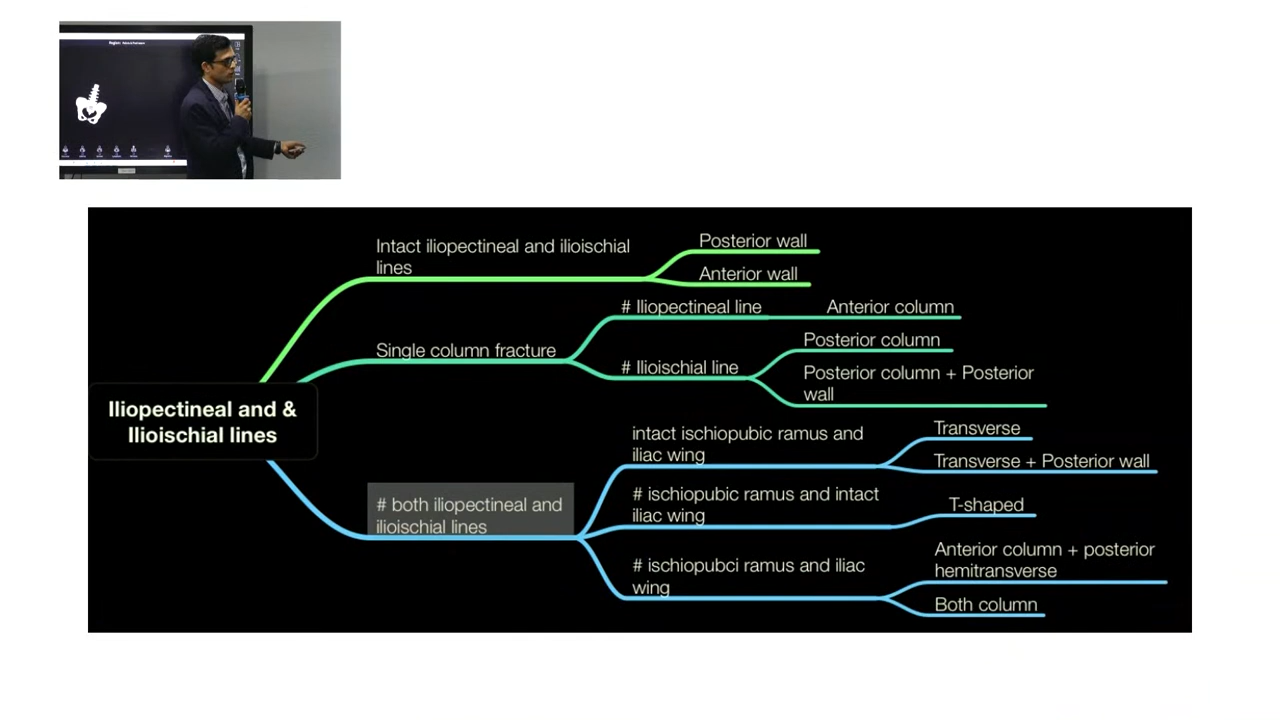 Intact iliopectineal and ilioischial
lines
Posterior wall
Anterior wall
Single column fracture
# Iliopectineal line
Anterior column
# Ilioischial line
Posterior column
Posterior column + Posterior
wall
Iliopectineal and &
Ilioischial lines
# both iliopectineal and
ilioischial lines
intact ischiopubic ramus and
iliac wing
Transverse
Transverse + Posterior wall
# ischiopubic ramus and intact
iliac wing
T-shaped
# ischiopubci ramus and iliac
wing
Anterior column + posterior
hemitransverse
Both column